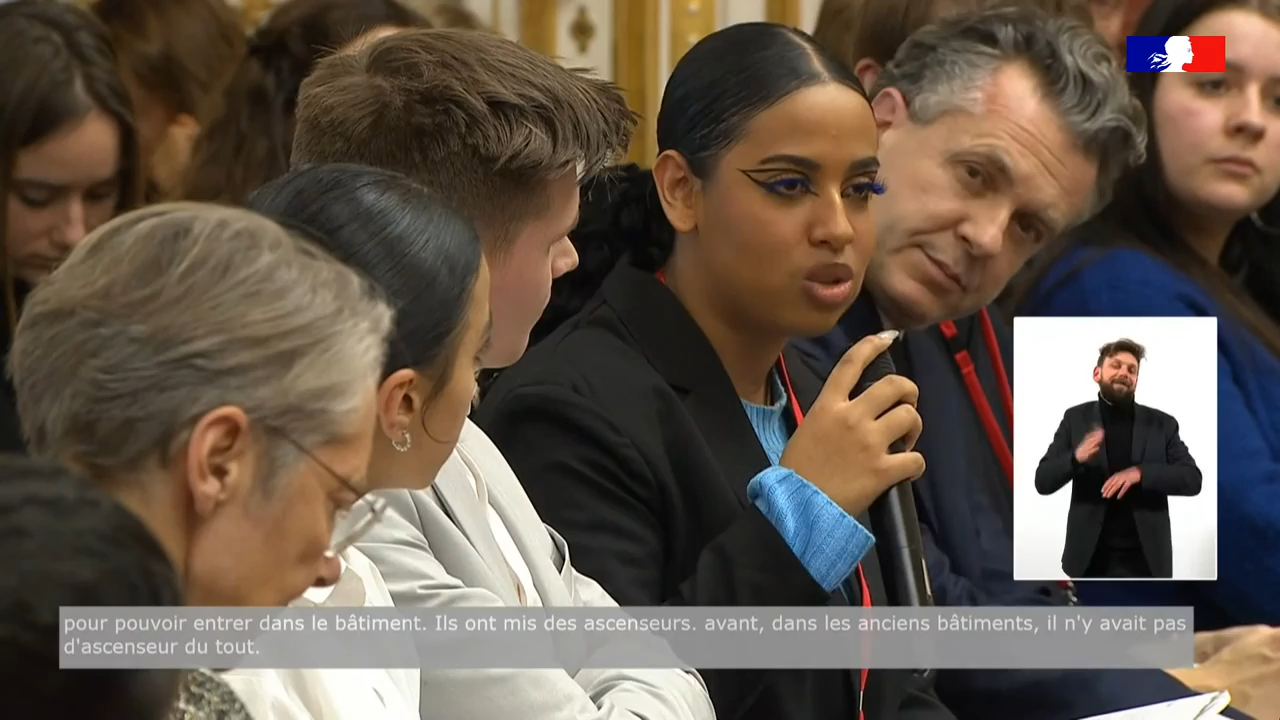 pour pouvoir entrer dans le bâtiment. Ils ont mis des ascenseurs. avant, dans les anciens bâtiments, il n'y avait pas
d'ascenseur du tout.